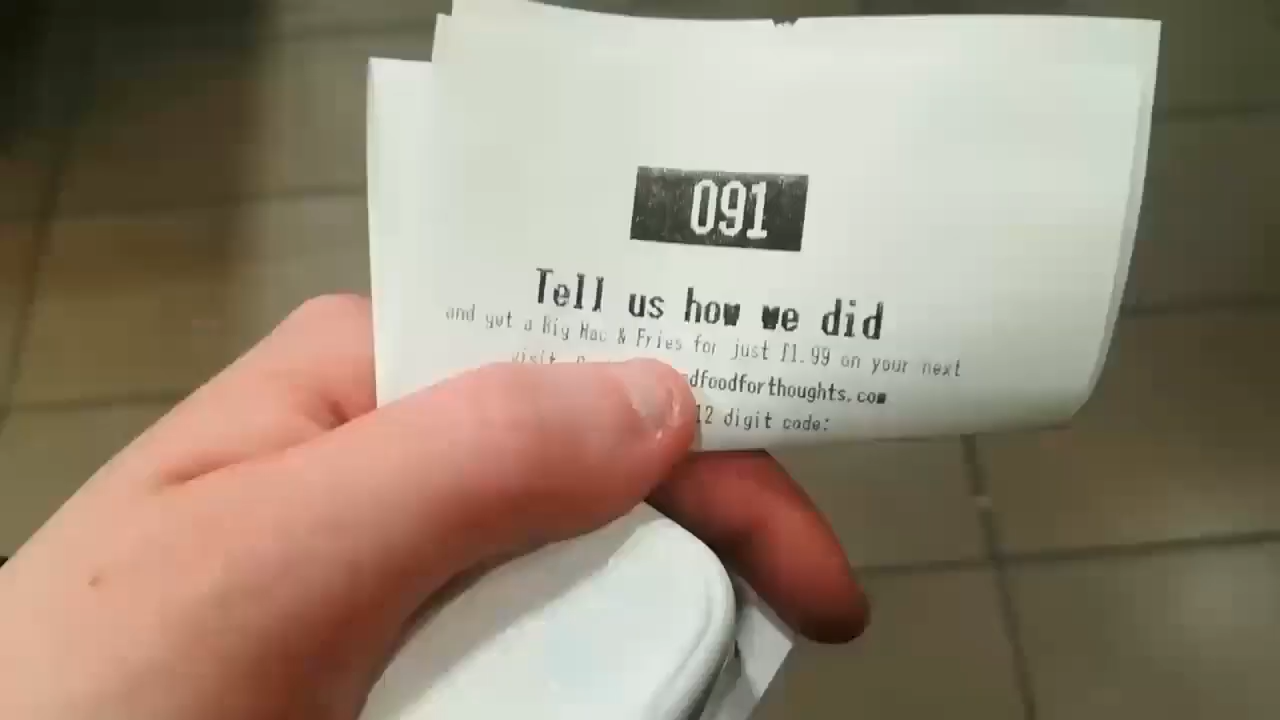 091
Tell us how we did
and get a Big Mac & Fries for just £1.99 on your next
visit.
dfoodforthoughts.com
12 digit code: